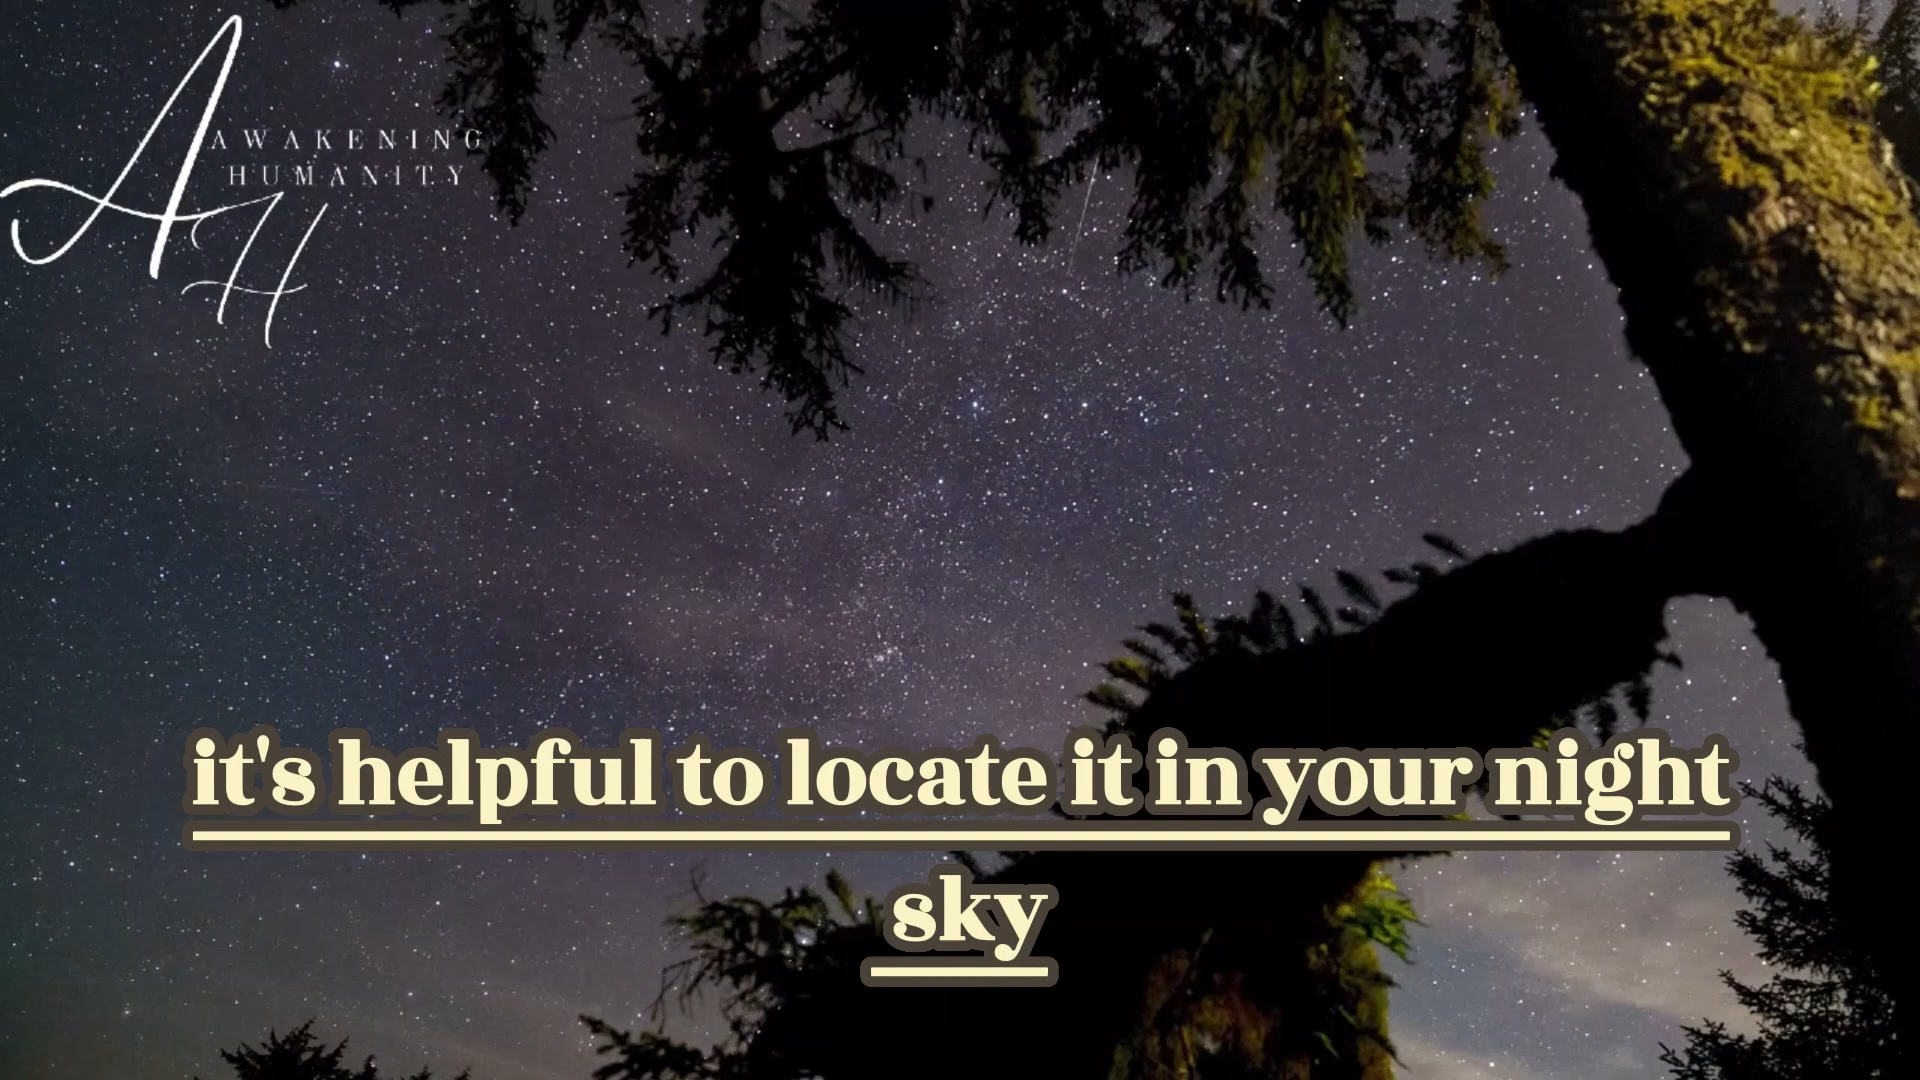 AWAKENING
HUMANITY
AH
it's helpful to locate it in your night
sky